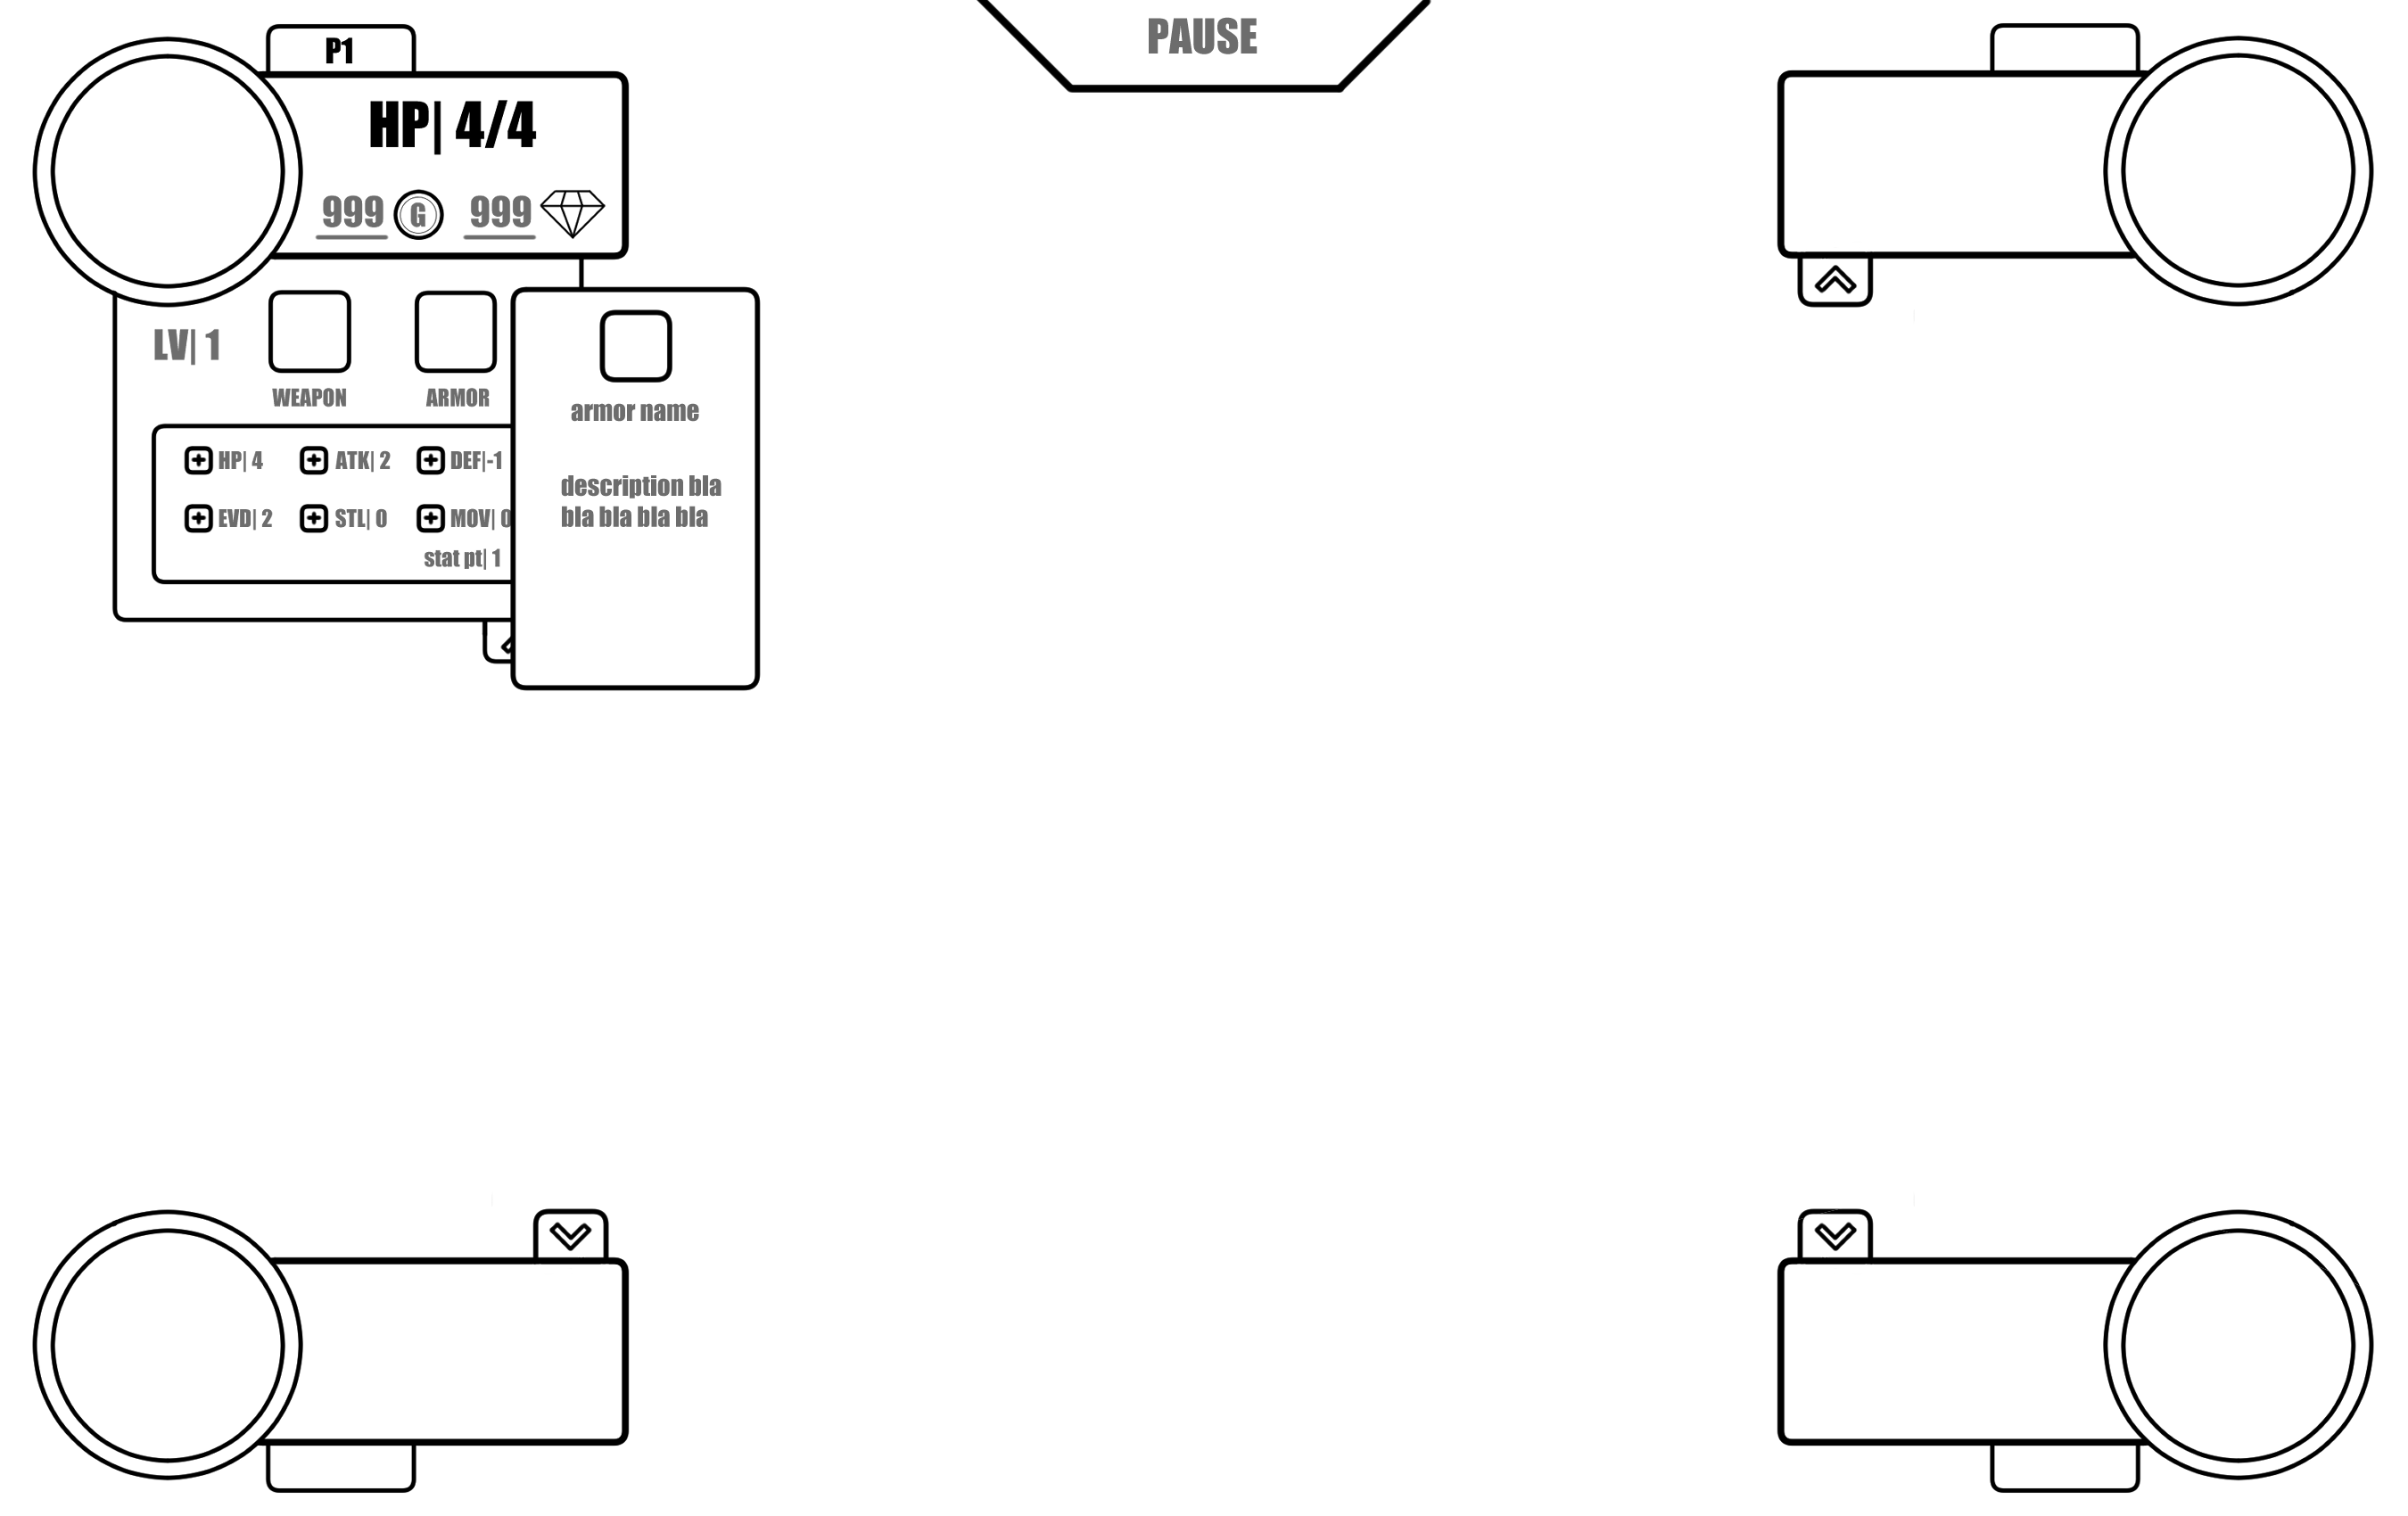 P1
PAUSE
HP| 4/4
999 G 999
LV| 1
WEAPON ARMOR
armor name
HP| 4 ATK| 2 DEF|-1
EVD| 2 STL| 0 MOV| 0
stat pt| 1
description bla
bla bla bla bla